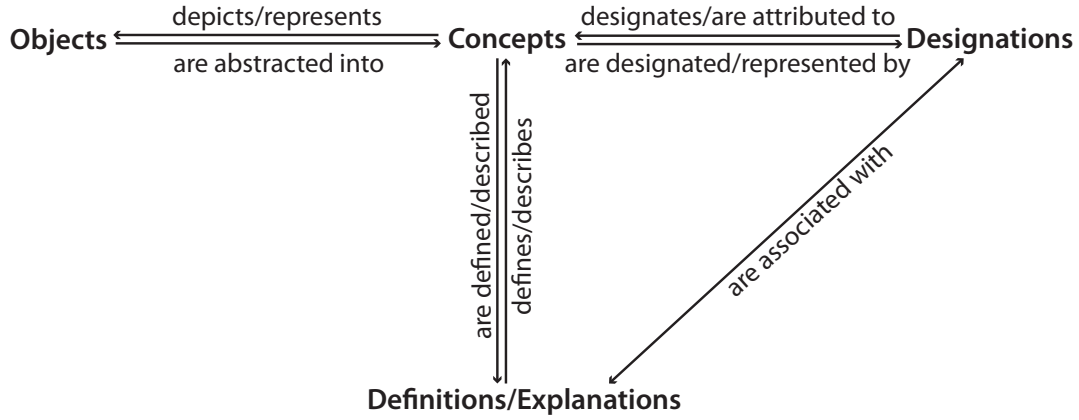 depicts/represents
designates/are attributed to
Objects
Concepts
Designations
are abstracted into
are designated/represented by
are defined/described
defines/describes
are associated with
Definitions/Explanations